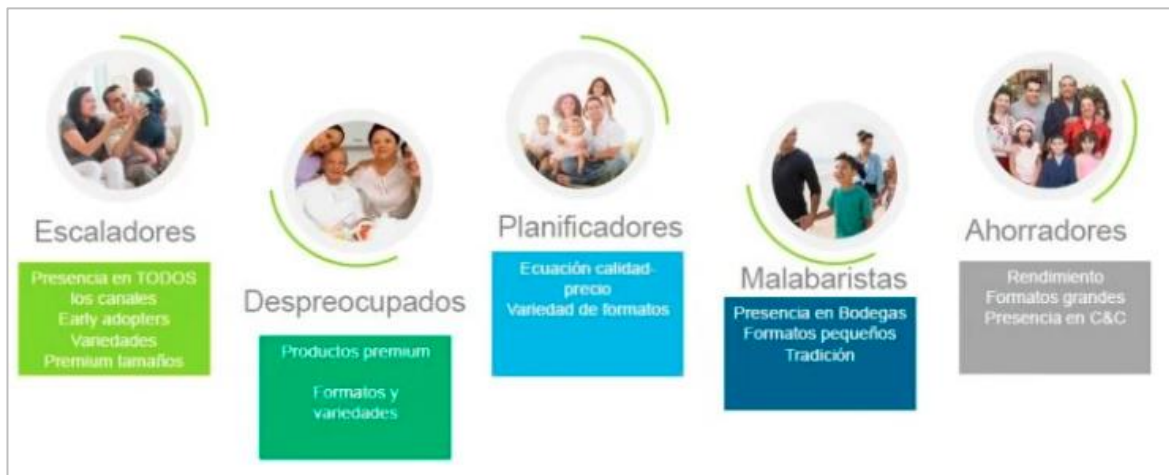 Escaladores
Presencia en TODOS
los canales
Early adopters
Variedades
Premium tamaños
Despreocupados
Productos premium
Formatos y
variedades
Planificadores
Ecuación calidad-
precio
Variedad de formatos
Malabaristas
Presencia en Bodegas
Formatos pequeños
Tradición
Ahorradores
Rendimiento
Formatos grandes
Presencia en C&C